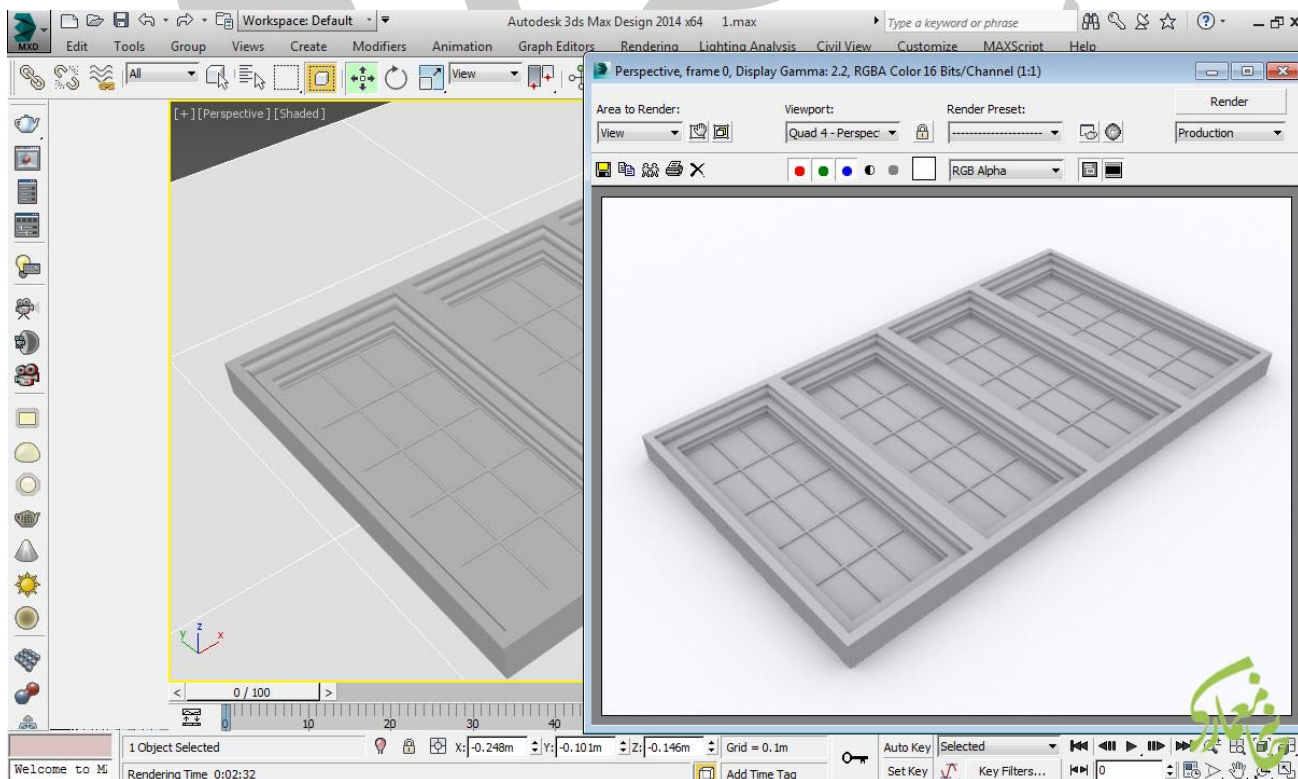 Workspace: Default
Autodesk 3ds Max Design 2014 x64 1.max
Type a keyword or phrase
MXD Edit Tools Group Views Create Modifiers Animation Graph Editors Rendering Lighting Analysis Civil View Customize MAXScript Help
All
View
Perspective, frame 0, Display Gamma: 2.2, RGBA Color 16 Bits/Channel (1:1)
[+] [Perspective] [Shaded]
Area to Render:
Viewport:
Render Preset:
Render
View
Quad 4 - Perspec
Production
RGB Alpha
z
y
x
0 / 100
0 10 20 30 40
1 Object Selected
X: -0.248m
Y: -0.101m
Z: -0.146m
Grid = 0.1m
Auto Key
Selected
Welcome to
Rendering Time 0:02:32
Add Time Tag
Set Key
Key Filters...
0